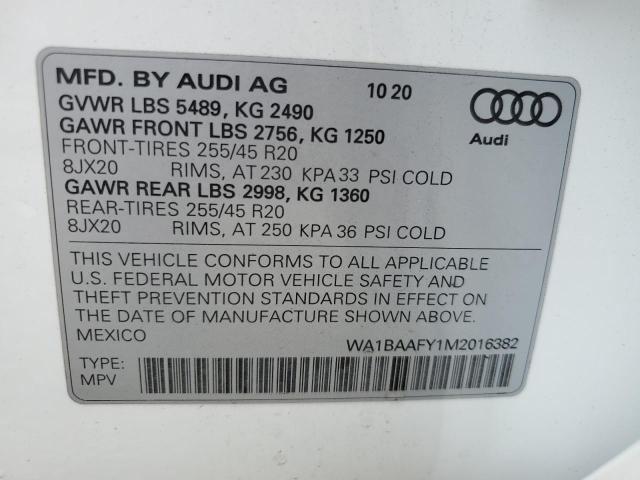 MFD. BY AUDI AG 10 20
GVWR LBS 5489, KG 2490
GAWR FRONT LBS 2756, KG 1250
Audi
FRONT-TIRES 255/45 R20
8JX20 RIMS, AT 230 KPA 33 PSI COLD
GAWR REAR LBS 2998, KG 1360
REAR-TIRES 255/45 R20
8JX20 RIMS, AT 250 KPA 36 PSI COLD
THIS VEHICLE CONFORMS TO ALL APPLICABLE
U.S. FEDERAL MOTOR VEHICLE SAFETY AND
THEFT PREVENTION STANDARDS IN EFFECT ON
THE DATE OF MANUFACTURE SHOWN ABOVE.
MEXICO WA1BAAFY1M2016382
TYPE:
MPV